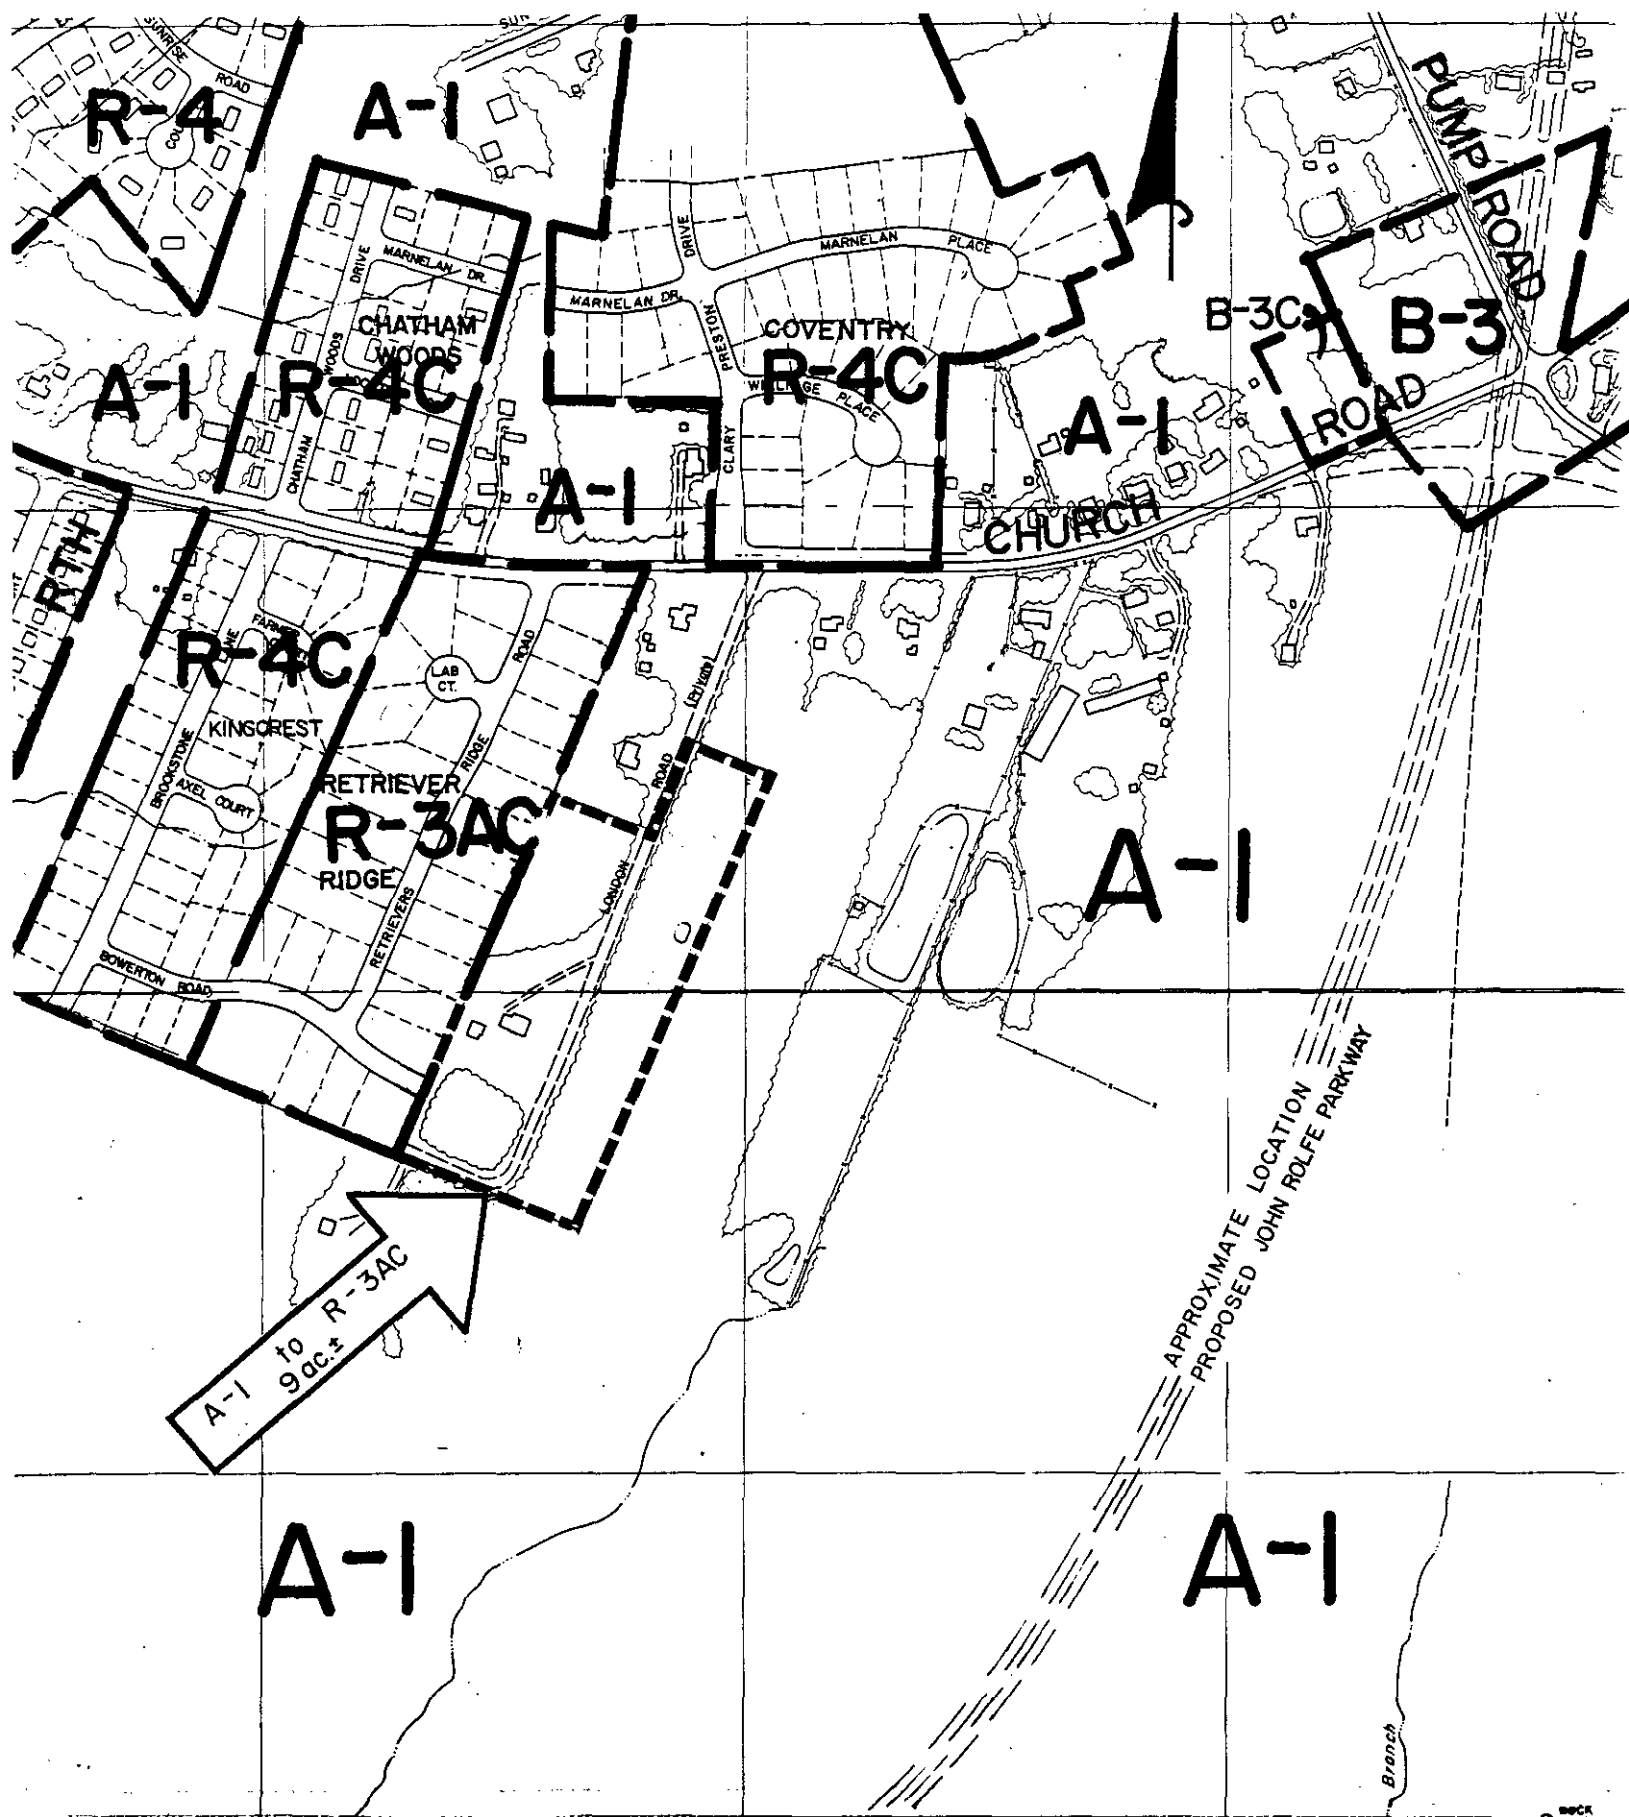 SUNRISE
ROAD
R-4
A-1
PUMP ROAD
DRIVE
MARNELAN PLACE
MARNELAN DR.
DRIVE
MARNELAN DR.
CHATHAM
WOODS
PRESTON
COVENTRY
R-4C
B-3C
B-3
A-1
R-4C
WOODS
CHATHAM
PLACE
CLARY
A-1
A-1
CHURCH ROAD
RTH
R-4C
LAB
CT.
ROAD
(Private)
KINGCREST
BROOKSTONE
AXEL COURT
RETRIEVER
R-3AC
RIDGE
RIDGE
RETRIEVERS
LONDON
ROAD
A-1
BOWERTON ROAD
A-1 to R-3AC
9 ac.±
APPROXIMATE LOCATION
PROPOSED JOHN ROLFE PARKWAY
A-1
A-1
Branch